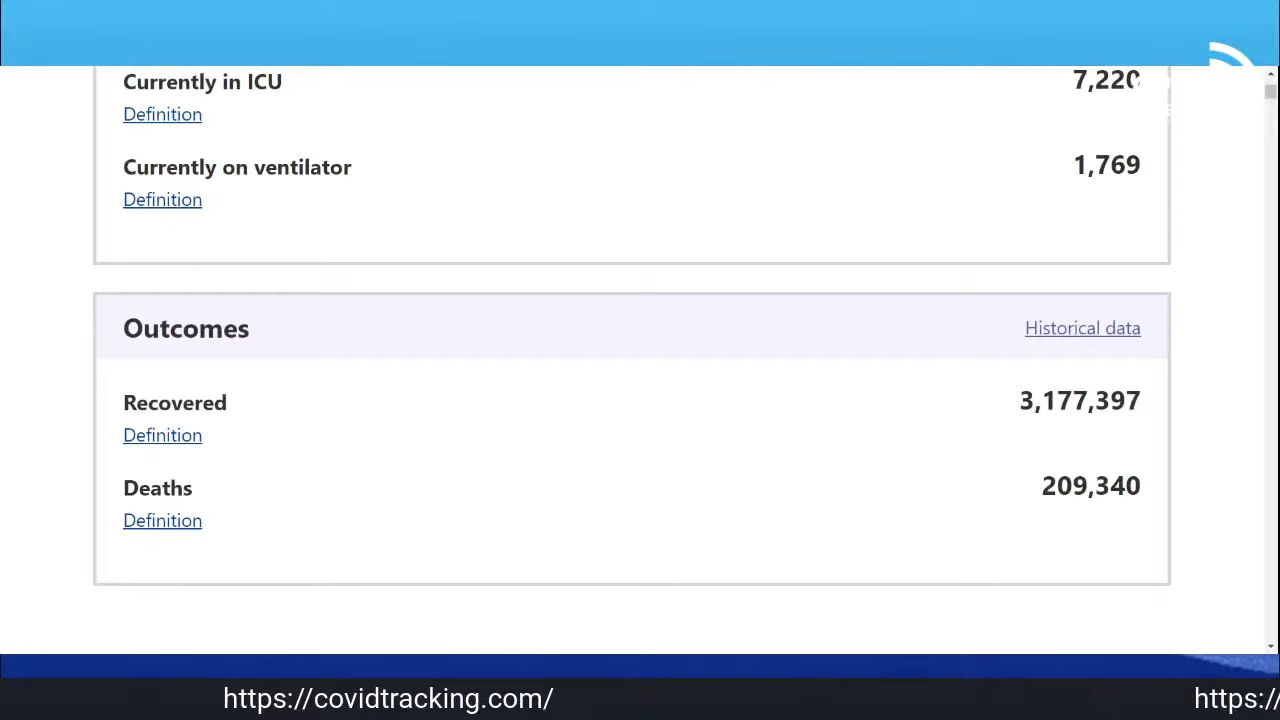 Currently in ICU 7,220
Definition
Currently on ventilator 1,769
Definition
Outcomes Historical data
Recovered 3,177,397
Definition
Deaths 209,340
Definition
https://covidtracking.com/ https://